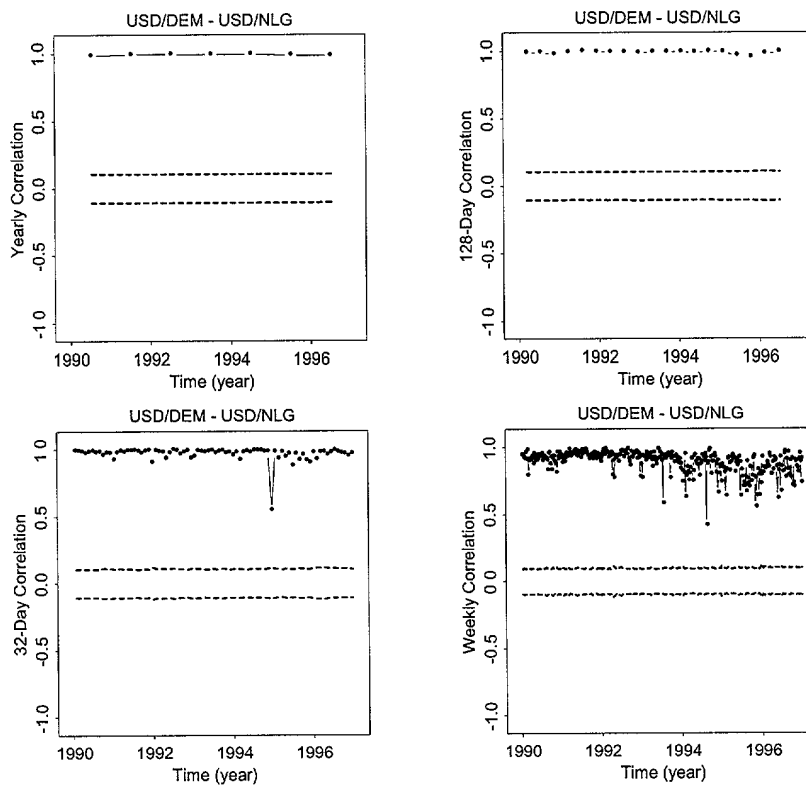 USD/DEM - USD/NLG
Yearly Correlation
1.0
0.5
0.0
-0.5
-1.0
1990 1992 1994 1996
Time (year)
USD/DEM - USD/NLG
128-Day Correlation
1.0
0.5
0.0
-0.5
-1.0
1990 1992 1994 1996
Time (year)
USD/DEM - USD/NLG
32-Day Correlation
1.0
0.5
0.0
-0.5
-1.0
1990 1992 1994 1996
Time (year)
USD/DEM - USD/NLG
Weekly Correlation
1.0
0.5
0.0
-0.5
-1.0
1990 1992 1994 1996
Time (year)